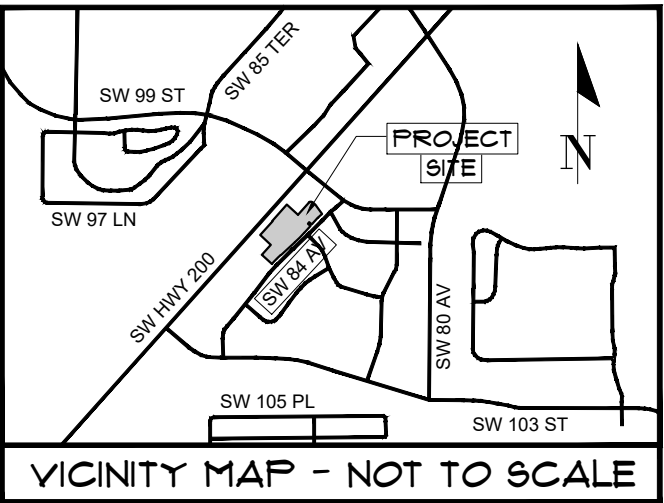 SW 85 TER
SW 99 ST
PROJECT
SITE
N
SW 97 LN
SW 84 AV
SW HWY 200
SW 80 AV
SW 105 PL
SW 103 ST
VICINITY MAP - NOT TO SCALE